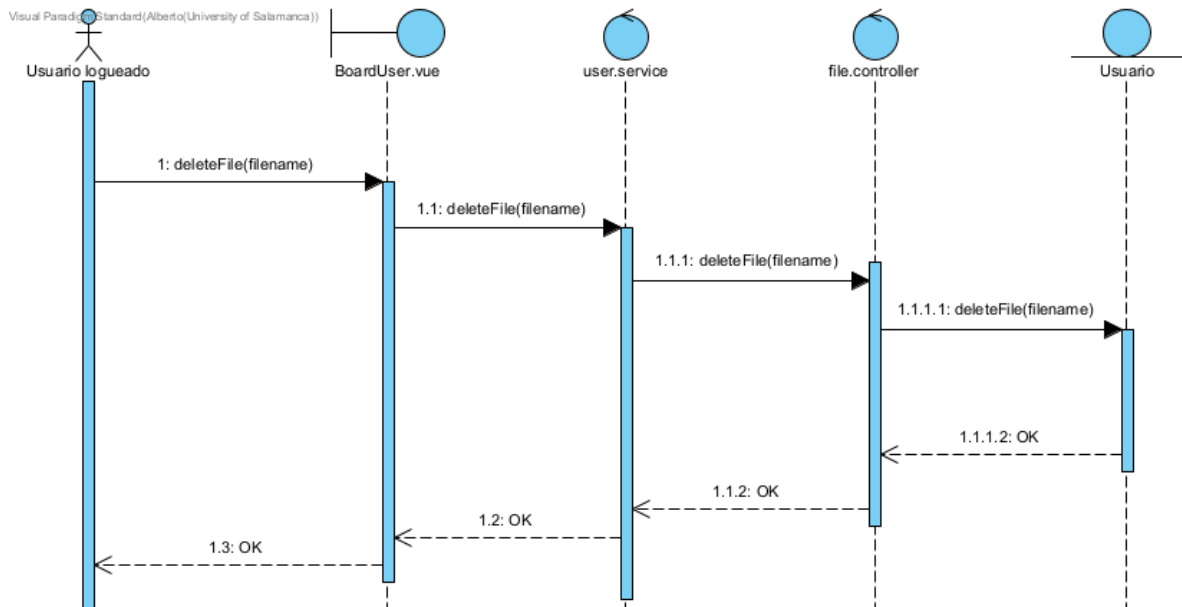 Visual Paradigm Standard(Alberto(University of Salamanca))
Usuario logueado
BoardUser.vue
user.service
file.controller
Usuario
1: deleteFile(filename)
1.1: deleteFile(filename)
1.1.1: deleteFile(filename)
1.1.1.1: deleteFile(filename)
1.1.1.2: OK
1.1.2: OK
1.2: OK
1.3: OK